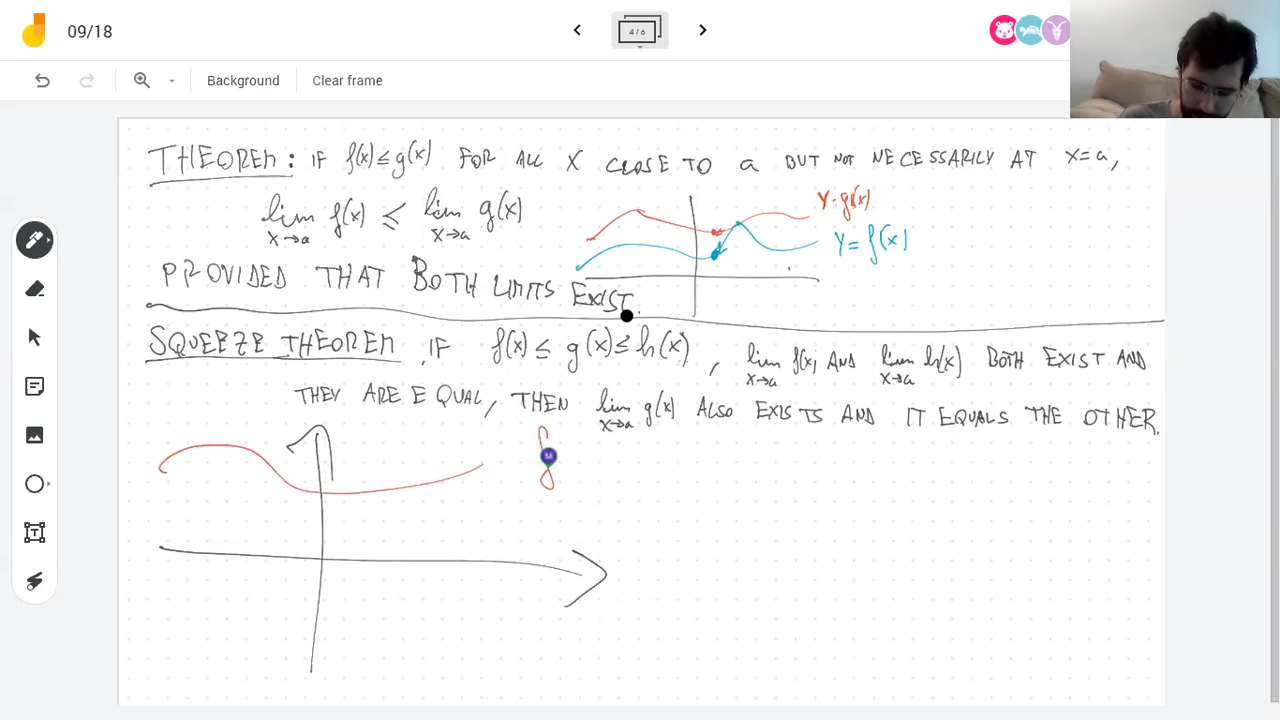 09/18
4 / 6
Background
Clear frame
THEOREM: IF f(x) ≤ g(x) FOR ALL X CLOSE TO a BUT NOT NECESSARILY AT X=a,
lim f(x) ≤ lim g(x)
X→a X→a
Y=g(x)
Y=f(x)
PROVIDED THAT BOTH LIMITS EXIST.
SQUEEZE THEOREM. IF f(x) ≤ g(x) ≤ h(x), lim f(x) AND lim h(x) BOTH EXIST AND
X→a X→a
THEY ARE EQUAL, THEN lim g(x) ALSO EXISTS AND IT EQUALS THE OTHER.
X→a
f
M
T